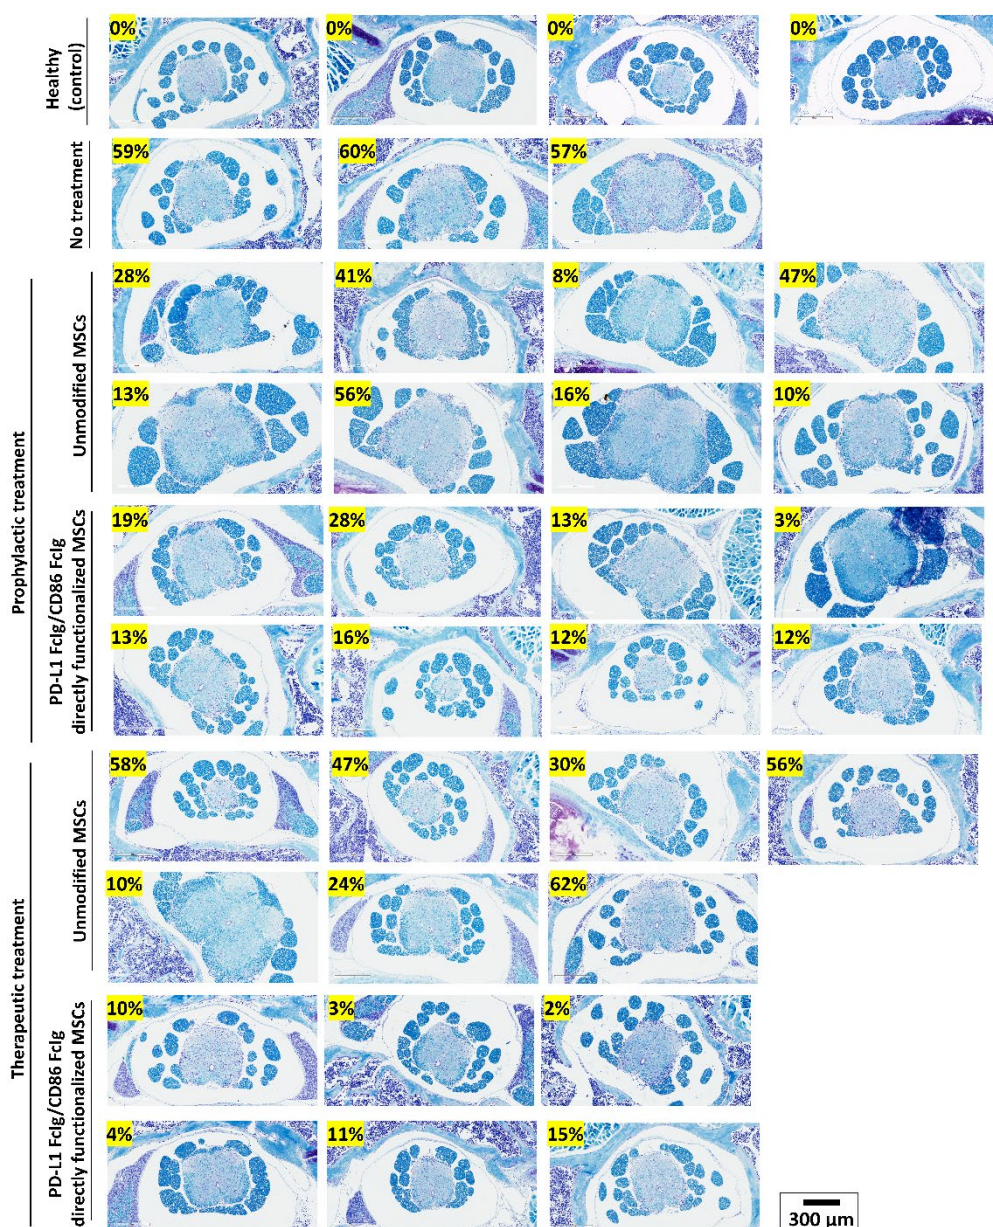 Healthy
(control)
0% 0% 0% 0%
No treatment
59% 60% 57%
Prophylactic treatment
Unmodified MSCs
28% 41% 8% 47%
13% 56% 16% 10%
PD-L1 FcIg/CD86 FcIg
directly functionalized MSCs
19% 28% 13% 3%
13% 16% 12% 12%
Therapeutic treatment
Unmodified MSCs
58% 47% 30% 56%
10% 24% 62%
PD-L1 FcIg/CD86 FcIg
directly functionalized MSCs
10% 3% 2%
4% 11% 15%
300 µm